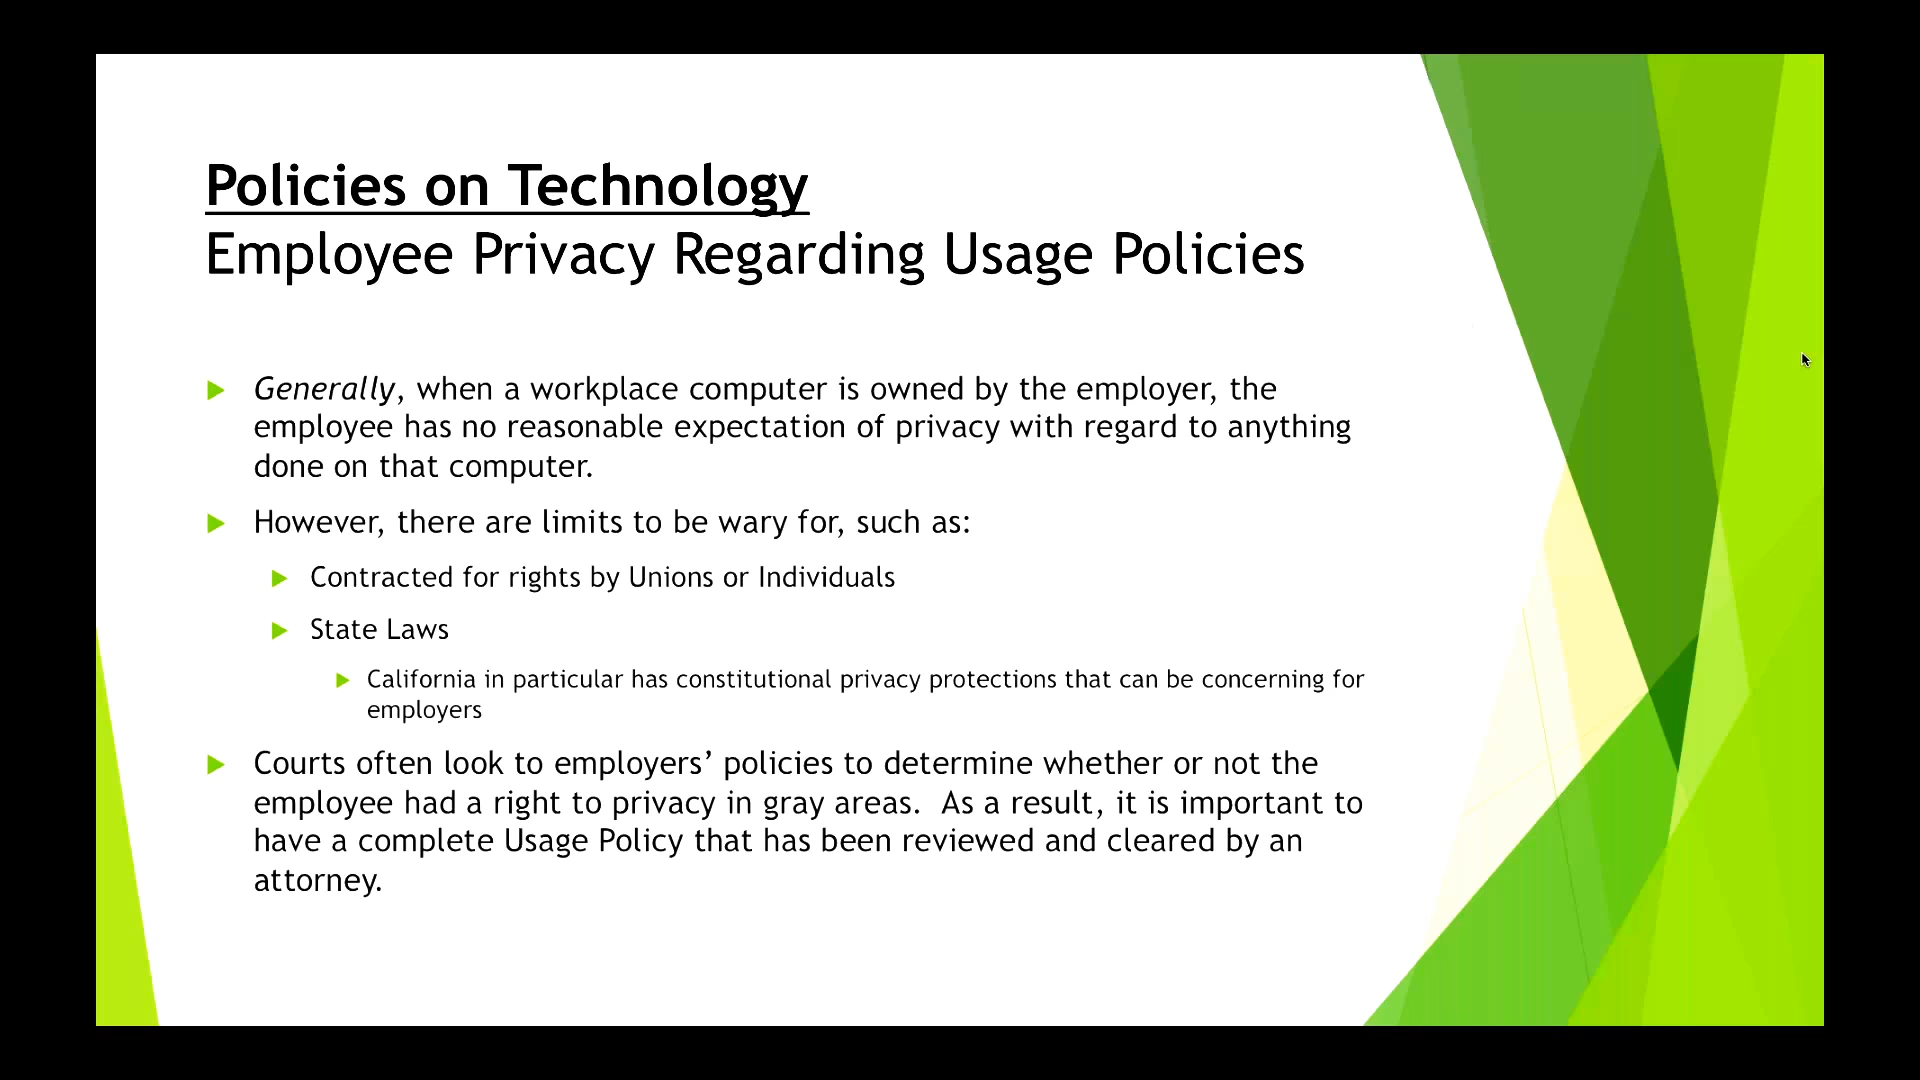 Policies on Technology
Employee Privacy Regarding Usage Policies
Generally, when a workplace computer is owned by the employer, the
employee has no reasonable expectation of privacy with regard to anything
done on that computer.
However, there are limits to be wary for, such as:
Contracted for rights by Unions or Individuals
State Laws
California in particular has constitutional privacy protections that can be concerning for
employers
Courts often look to employers’ policies to determine whether or not the
employee had a right to privacy in gray areas.  As a result, it is important to
have a complete Usage Policy that has been reviewed and cleared by an
attorney.